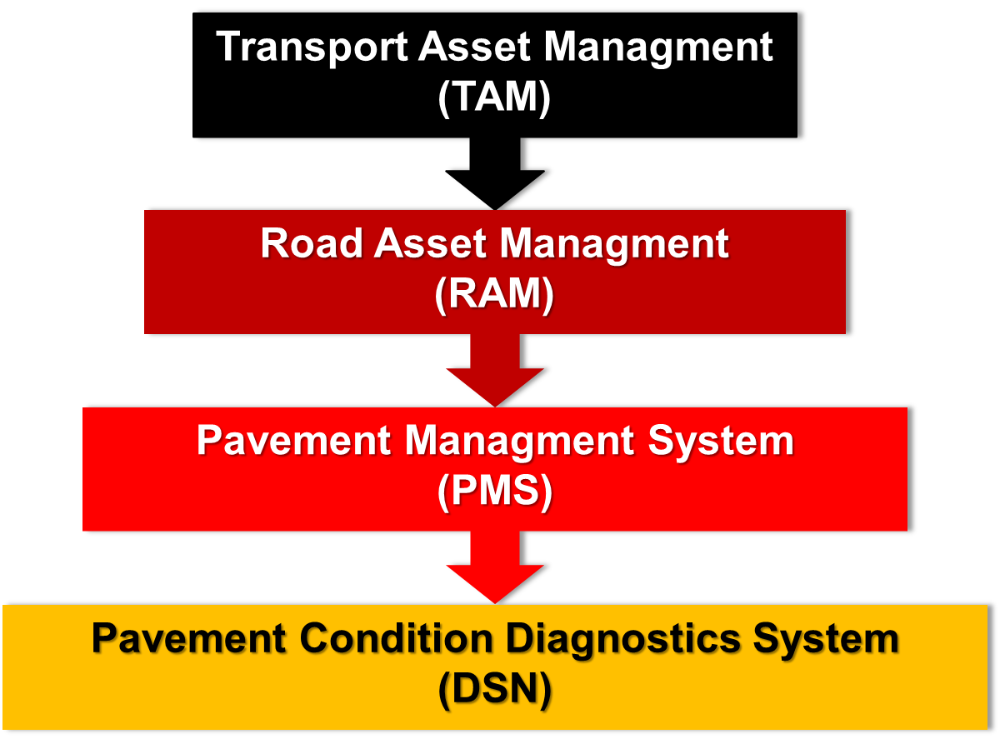 Transport Asset Managment
(TAM)
Road Asset Managment
(RAM)
Pavement Managment System
(PMS)
Pavement Condition Diagnostics System
(DSN)